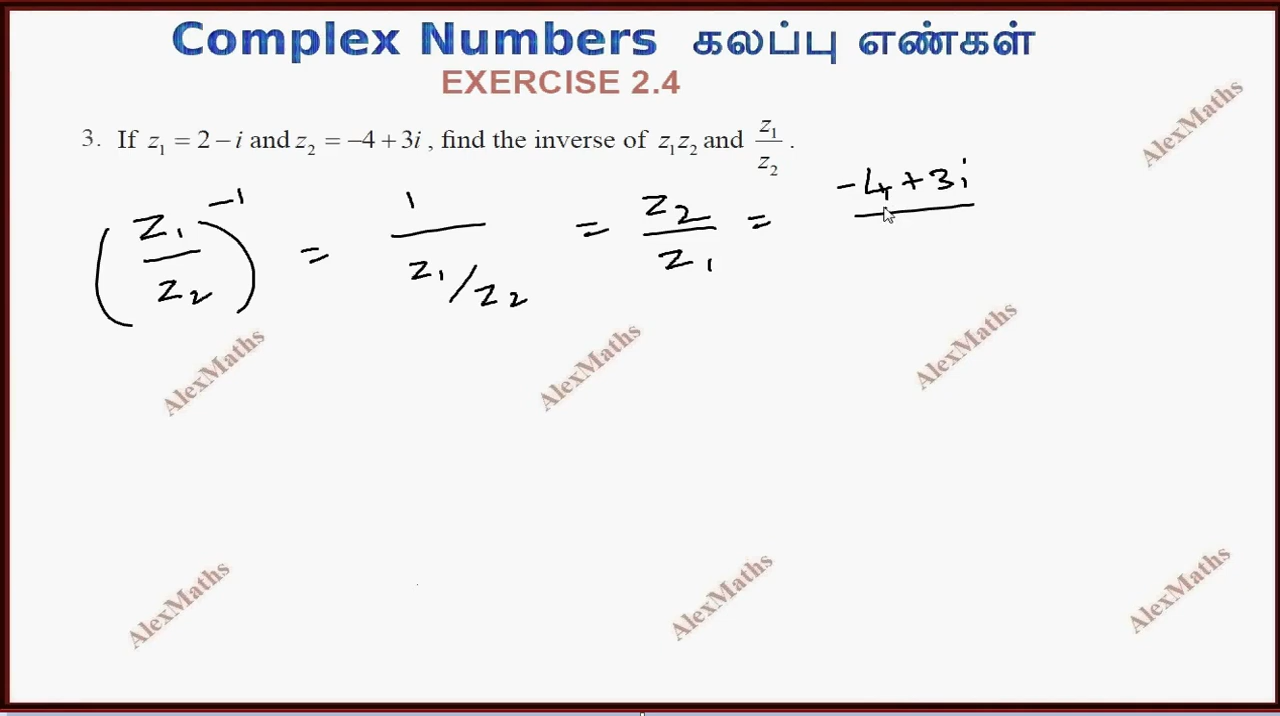 Complex Numbers கலப்பு எண்கள்
EXERCISE 2.4
3. If z₁ = 2 − i and z₂ = −4 + 3i , find the inverse of z₁z₂ and z₁/z₂ .
(z₁/z₂)⁻¹ = 1/(z₁/z₂) = z₂/z₁ = −4+3i
AlexMaths
AlexMaths
AlexMaths
AlexMaths
AlexMaths
AlexMaths
AlexMaths